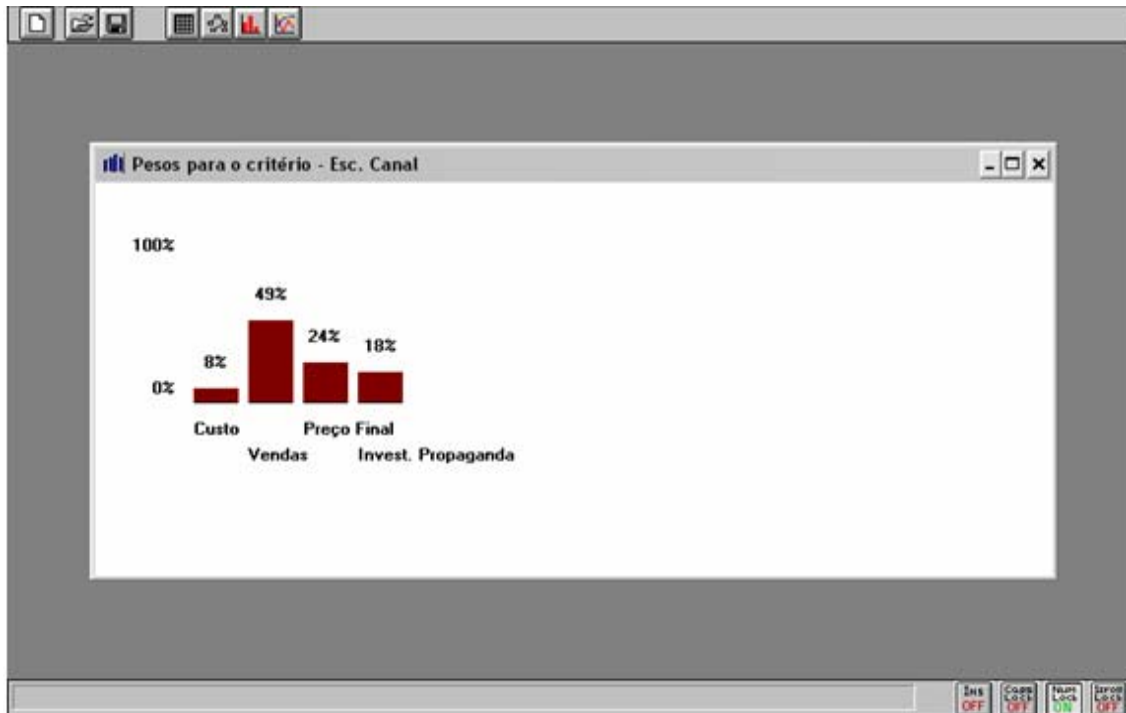 Pesos para o critério - Esc. Canal
100%
49%
24%
18%
8%
0%
Custo
Preço Final
Vendas
Invest. Propaganda
Ins
OFF
Caps
Lock
OFF
Num
Lock
ON
Scroll
Lock
OFF